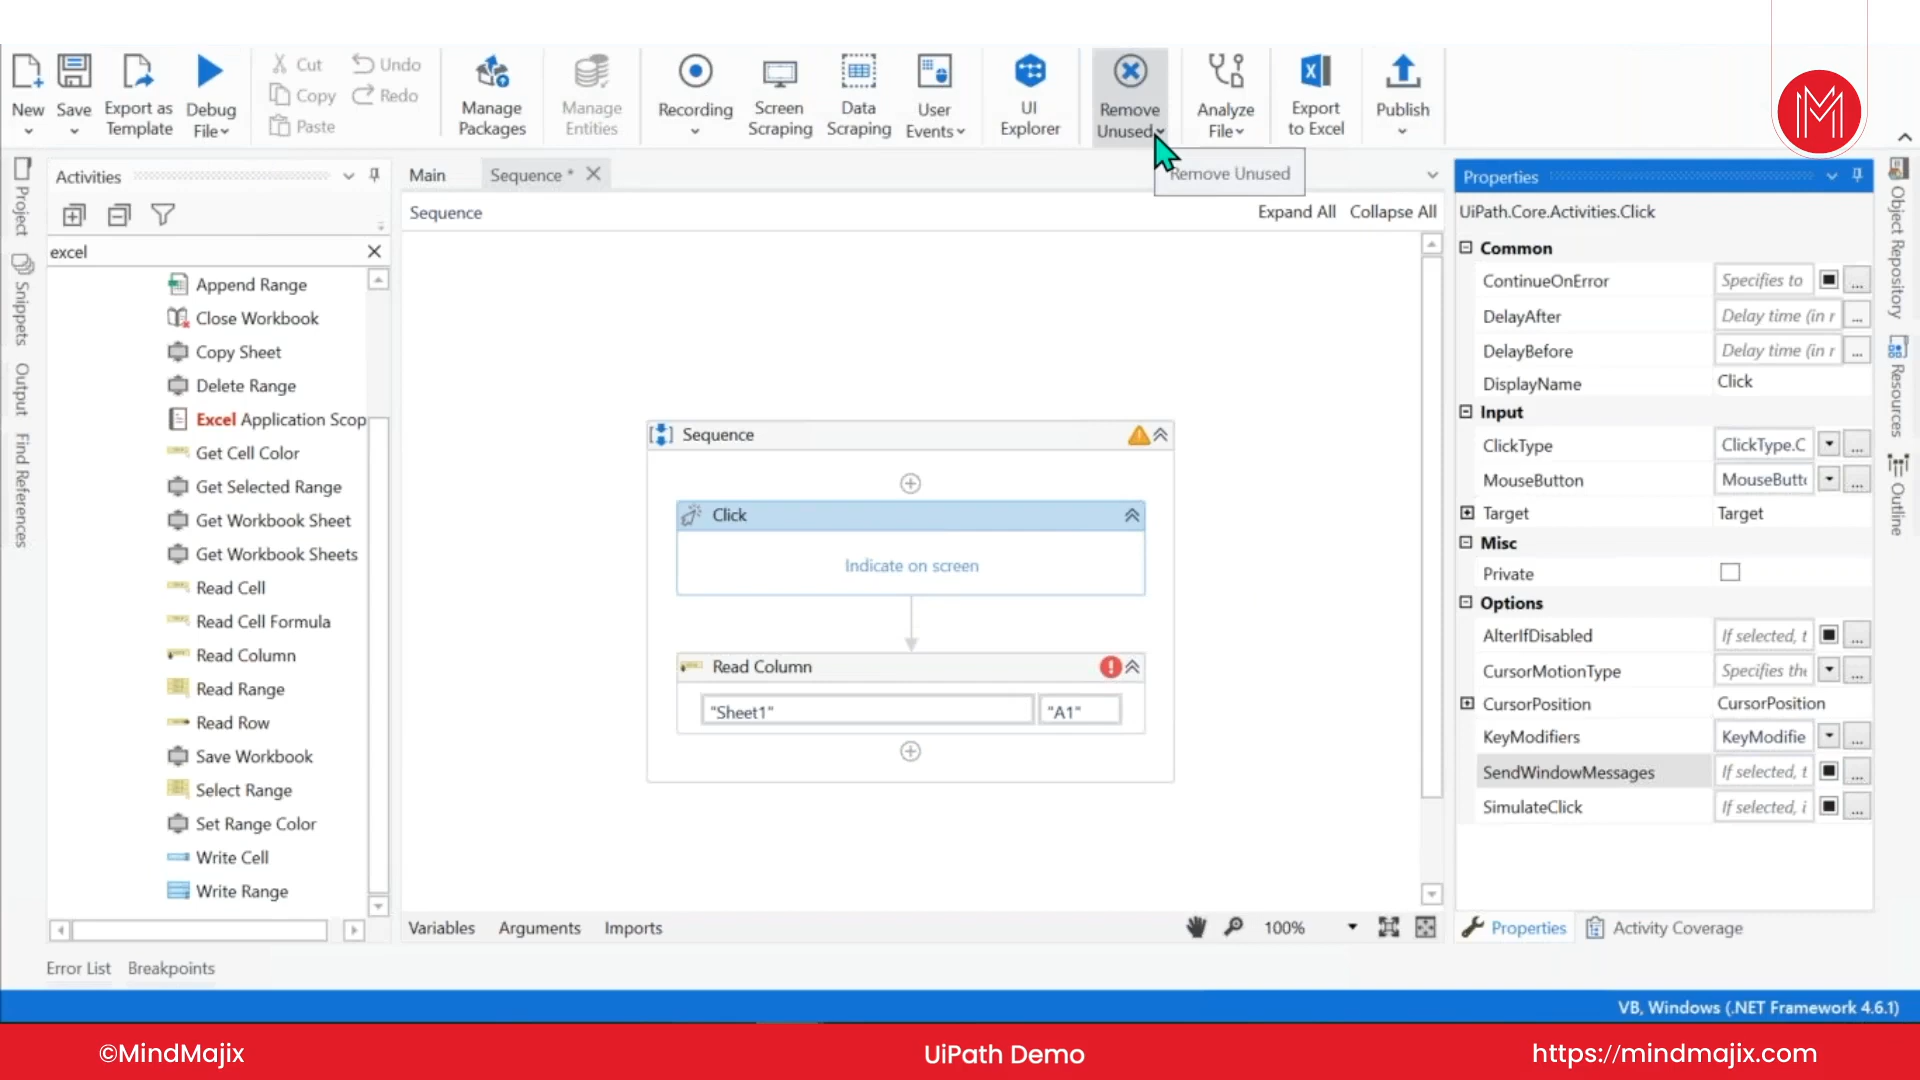 New
Save
Export as
Template
Debug
File
Cut
Copy
Paste
Undo
Redo
Manage
Packages
Manage
Entities
Recording
Screen
Scraping
Data
Scraping
User
Events
UI
Explorer
Remove
Unused
Analyze
File
Export
to Excel
Publish
Remove Unused
Project
Snippets
Output
Find References
Activities
excel
Append Range
Close Workbook
Copy Sheet
Delete Range
Excel Application Scop
Get Cell Color
Get Selected Range
Get Workbook Sheet
Get Workbook Sheets
Read Cell
Read Cell Formula
Read Column
Read Range
Read Row
Save Workbook
Select Range
Set Range Color
Write Cell
Write Range
Main
Sequence *
Sequence
Expand All Collapse All
Sequence
Click
Indicate on screen
Read Column
"Sheet1" "A1"
Variables Arguments Imports
100%
Properties
UiPath.Core.Activities.Click
Common
ContinueOnError Specifies to ...
DelayAfter Delay time (in r ...
DelayBefore Delay time (in r ...
DisplayName Click
Input
ClickType ClickType.C ...
MouseButton MouseButt ...
Target Target
Misc
Private
Options
AlterIfDisabled If selected, t ...
CursorMotionType Specifies the ...
CursorPosition CursorPosition
KeyModifiers KeyModifie ...
SendWindowMessages If selected, t ...
SimulateClick If selected, i ...
Properties Activity Coverage
Object Repository
Resources
Outline
Error List Breakpoints
VB, Windows (.NET Framework 4.6.1)
©MindMajix
UiPath Demo
https://mindmajix.com